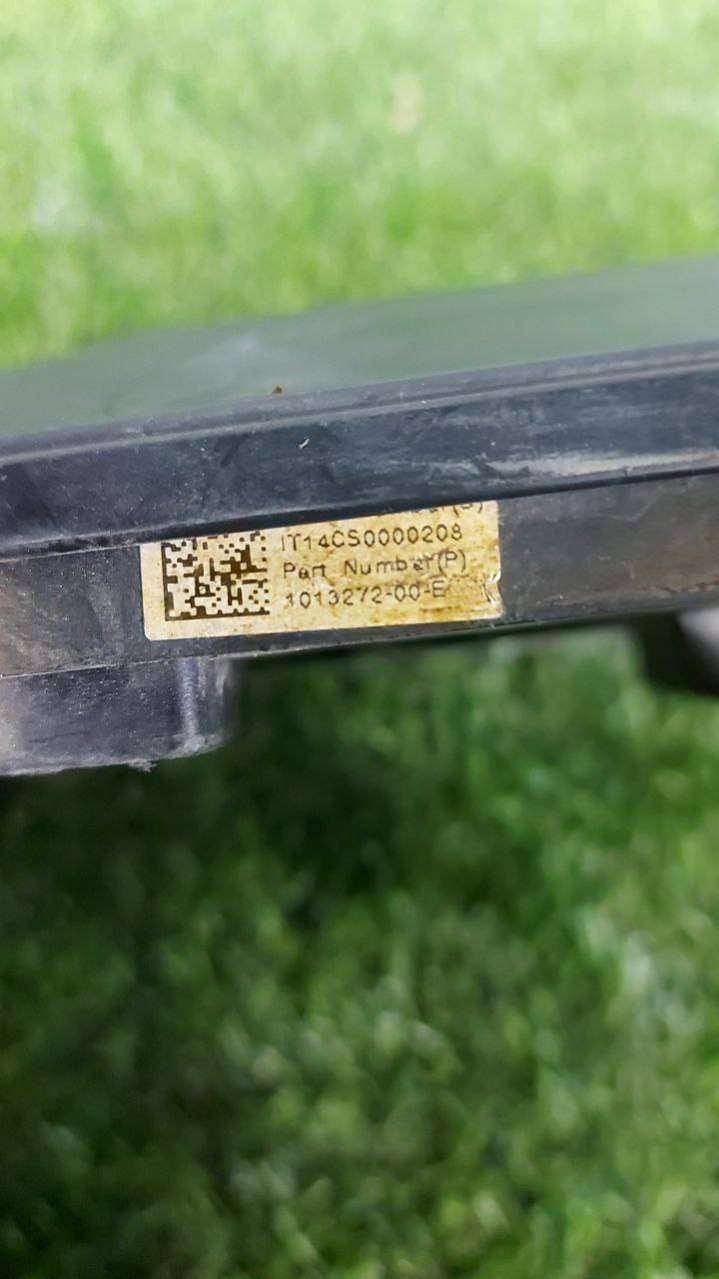 IT14CS0000208
Part Number(P)
1013272-00-E